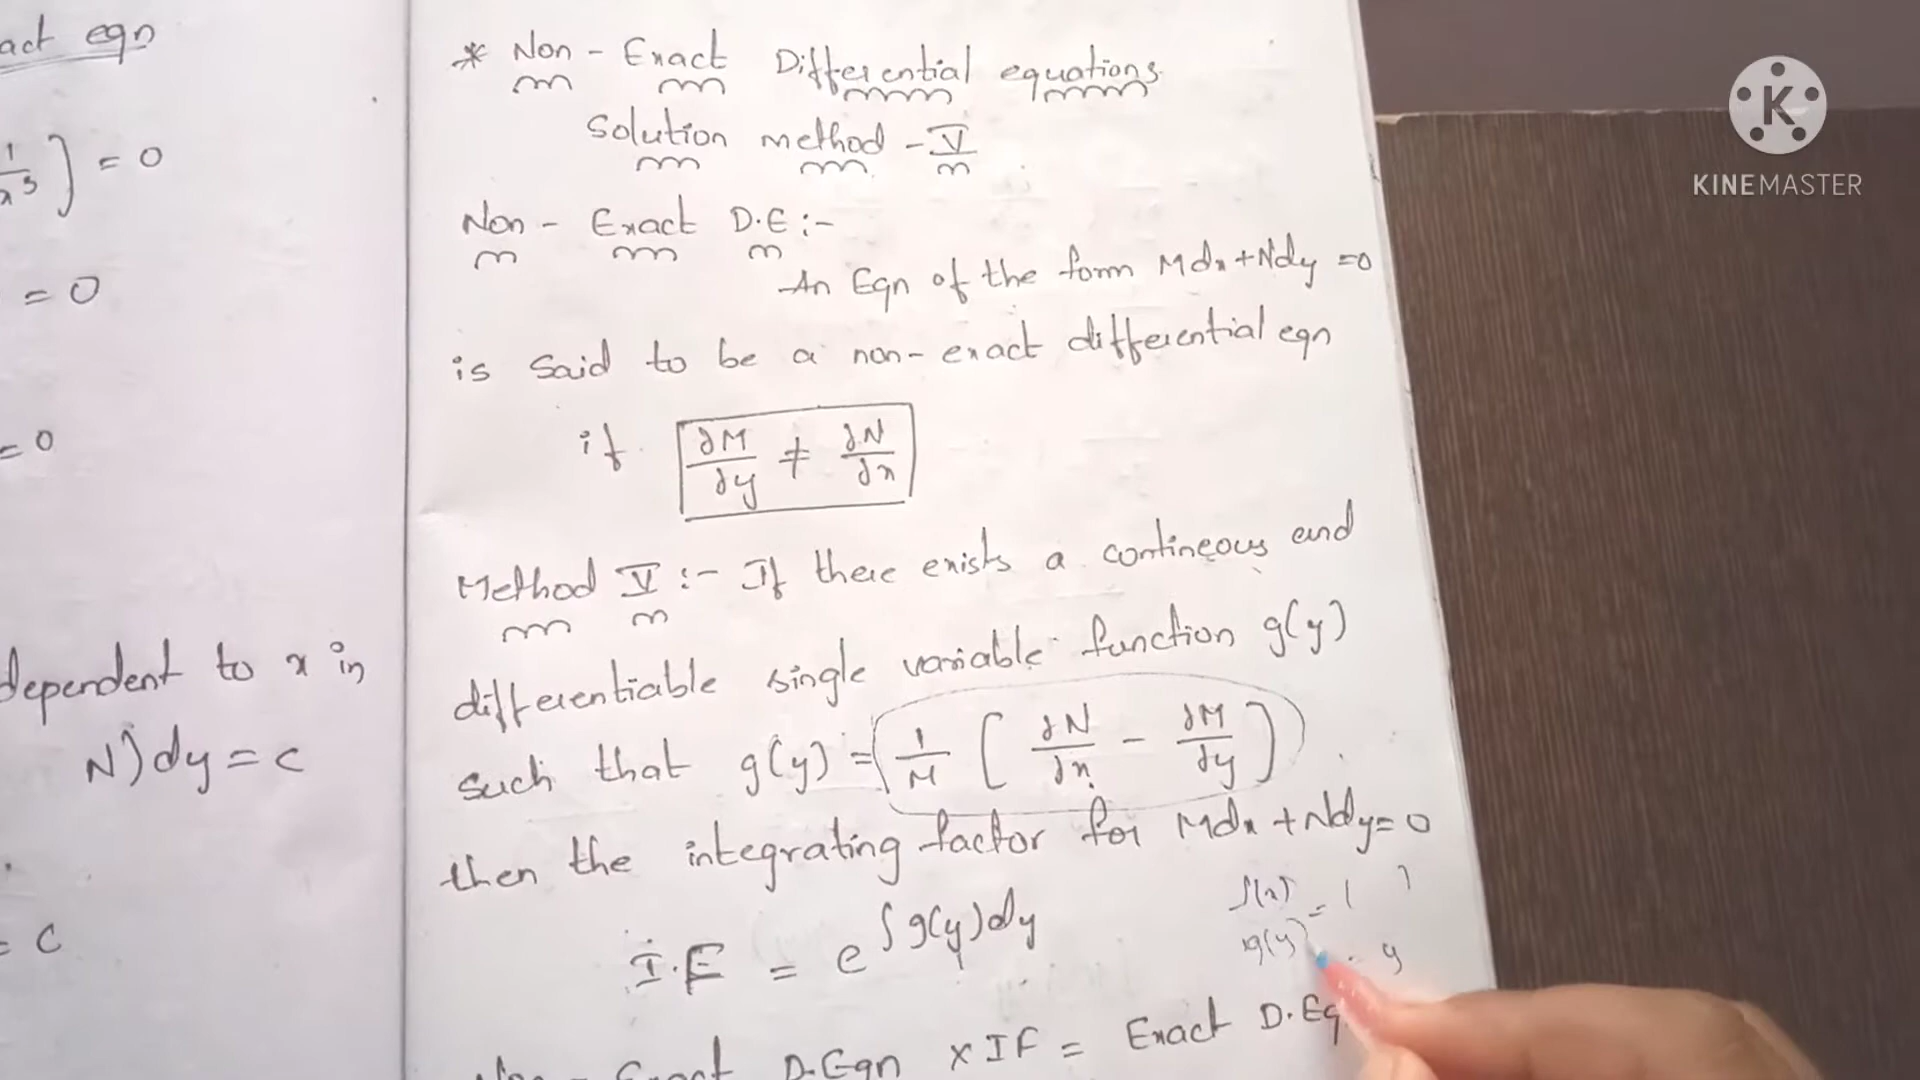 act eqn
1/x³] = 0
= 0
= 0
dependent to x in
N) dy = c
= c
* Non - Exact Differential equations
Solution method - V
Non - Exact D.E :-
An Eqn of the form Mdx + Ndy = 0
is said to be a non-exact differential eqn
if ∂M/∂y ≠ ∂N/∂x
Method V :- If there exists a contineous and
differentiable single variable function g(y)
such that g(y) = 1/M [ ∂N/∂x - ∂M/∂y ]
then the integrating factor for Mdx + Ndy = 0
I.F = e^∫g(y)dy
f(x) = 1
g(y) . y
Exact D.Eqn x IF = Exact D.Eq
KINEMASTER